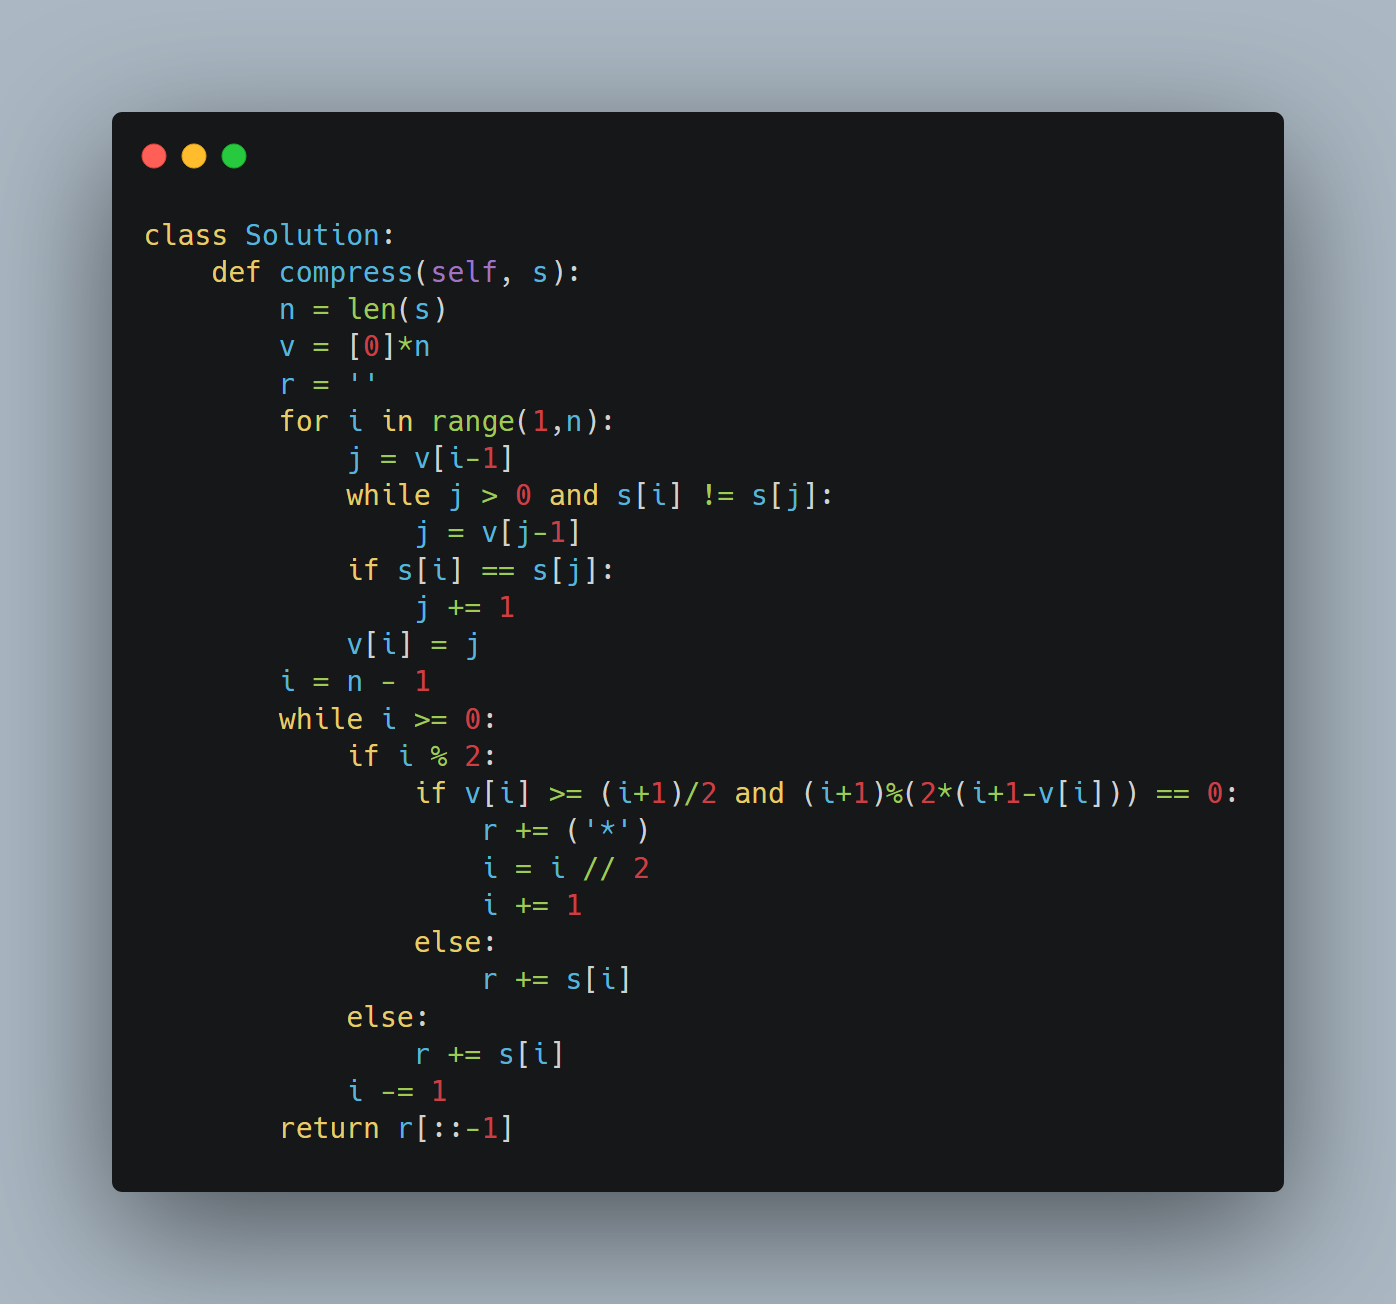 class Solution:
    def compress(self, s):
        n = len(s)
        v = [0]*n
        r = ''
        for i in range(1,n):
            j = v[i-1]
            while j > 0 and s[i] != s[j]:
                j = v[j-1]
            if s[i] == s[j]:
                j += 1
            v[i] = j
        i = n - 1
        while i >= 0:
            if i % 2:
                if v[i] >= (i+1)/2 and (i+1)%(2*(i+1-v[i])) == 0:
                    r += ('*')
                    i = i // 2
                    i += 1
                else:
                    r += s[i]
            else:
                r += s[i]
            i -= 1
        return r[::-1]